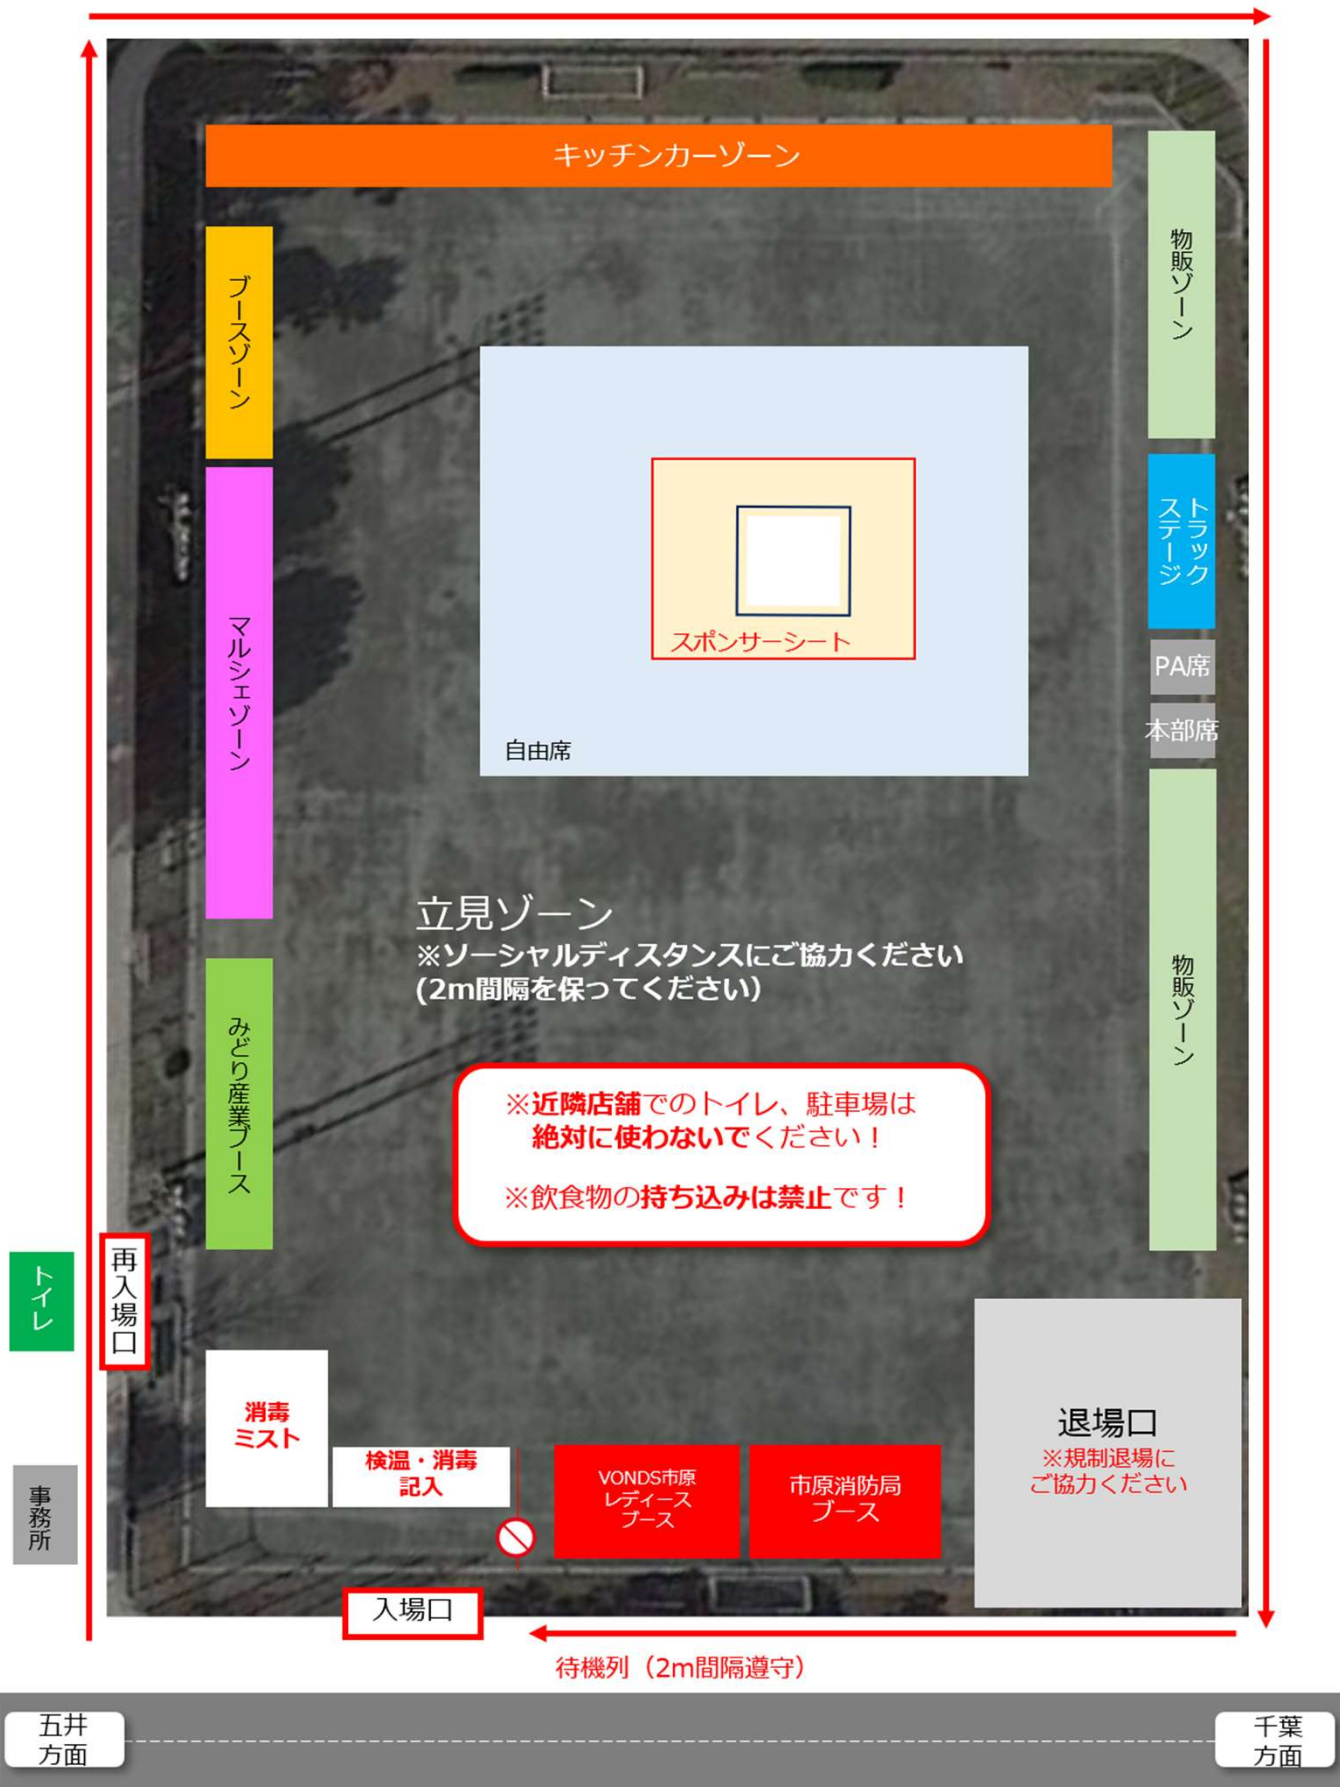 キッチンカーゾーン
ブースゾーン
物販ゾーン
マルシェゾーン
トラック
ステージ
スポンサーシート
PA席
本部席
自由席
立見ゾーン
※ソーシャルディスタンスにご協力ください
(2m間隔を保ってください)
物販ゾーン
みどり産業ブース
※近隣店舗でのトイレ、駐車場は
絶対に使わないでください！
※飲食物の持ち込みは禁止です！
トイレ
再入場口
消毒
ミスト
検温・消毒
記入
VONDS市原
レディース
ブース
市原消防局
ブース
退場口
※規制退場に
ご協力ください
事務所
入場口
待機列（2m間隔遵守）
五井
方面
千葉
方面